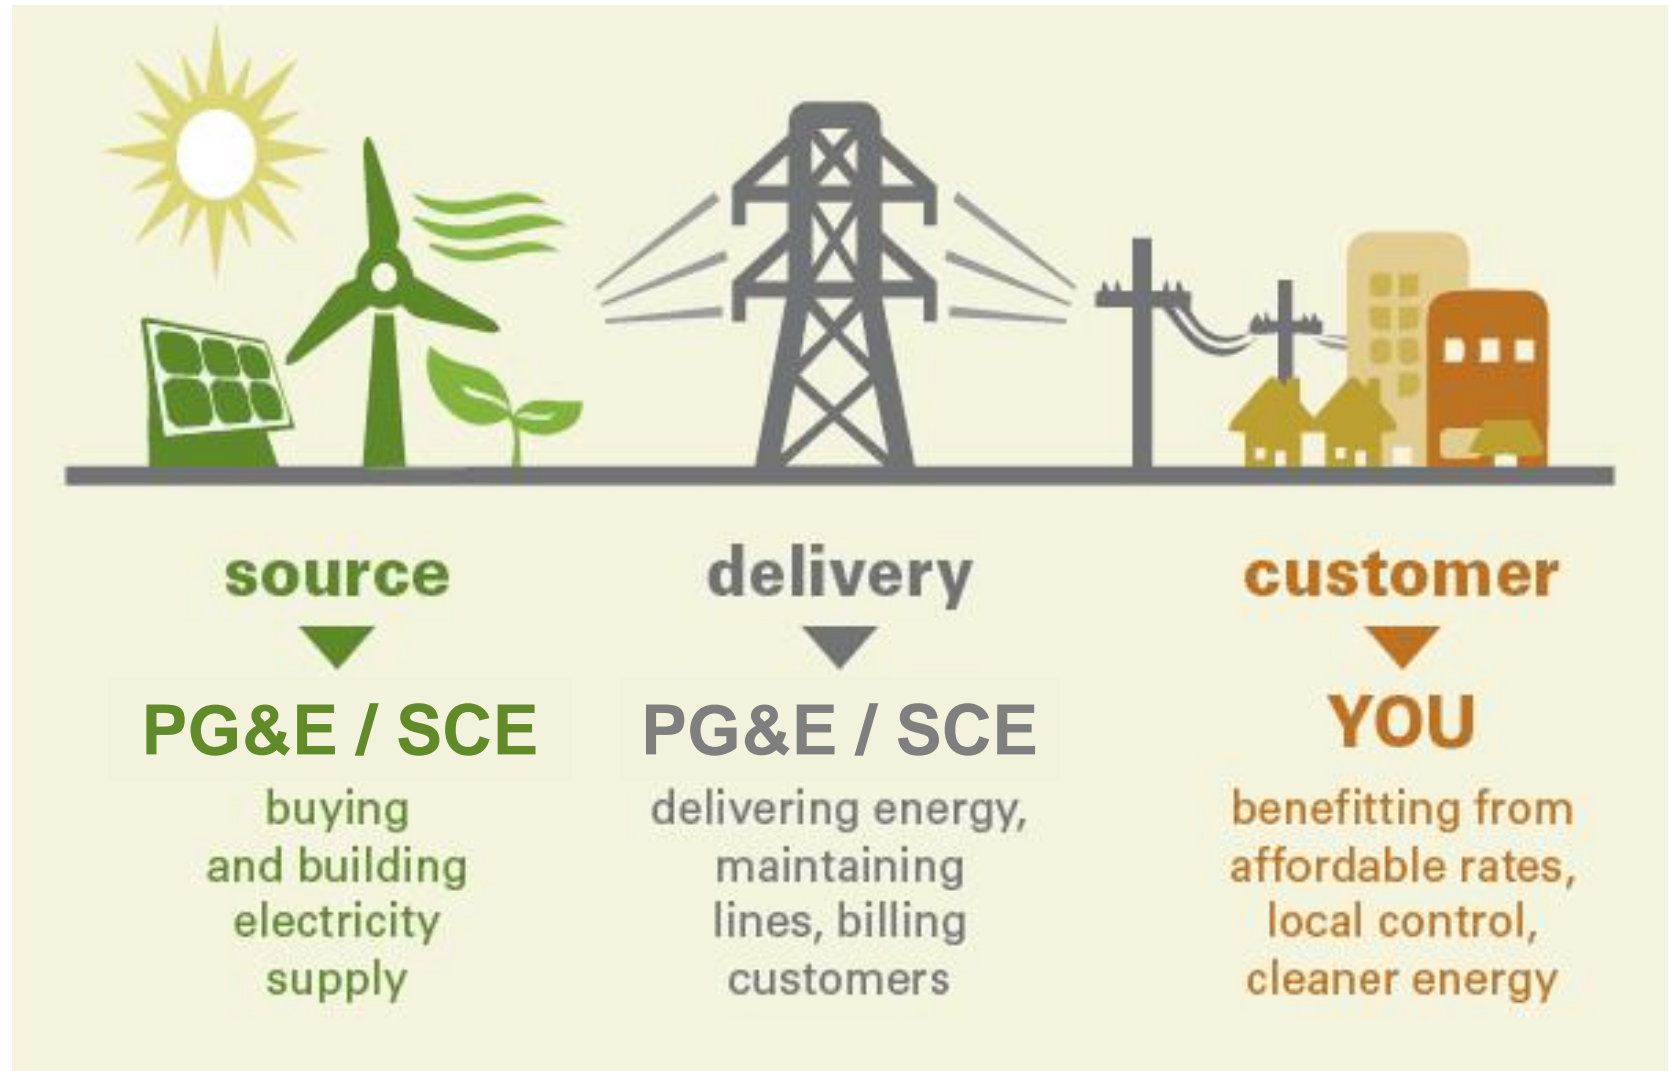 source
PG&E / SCE
buying
and building
electricity
supply
delivery
PG&E / SCE
delivering energy,
maintaining
lines, billing
customers
customer
YOU
benefitting from
affordable rates,
local control,
cleaner energy